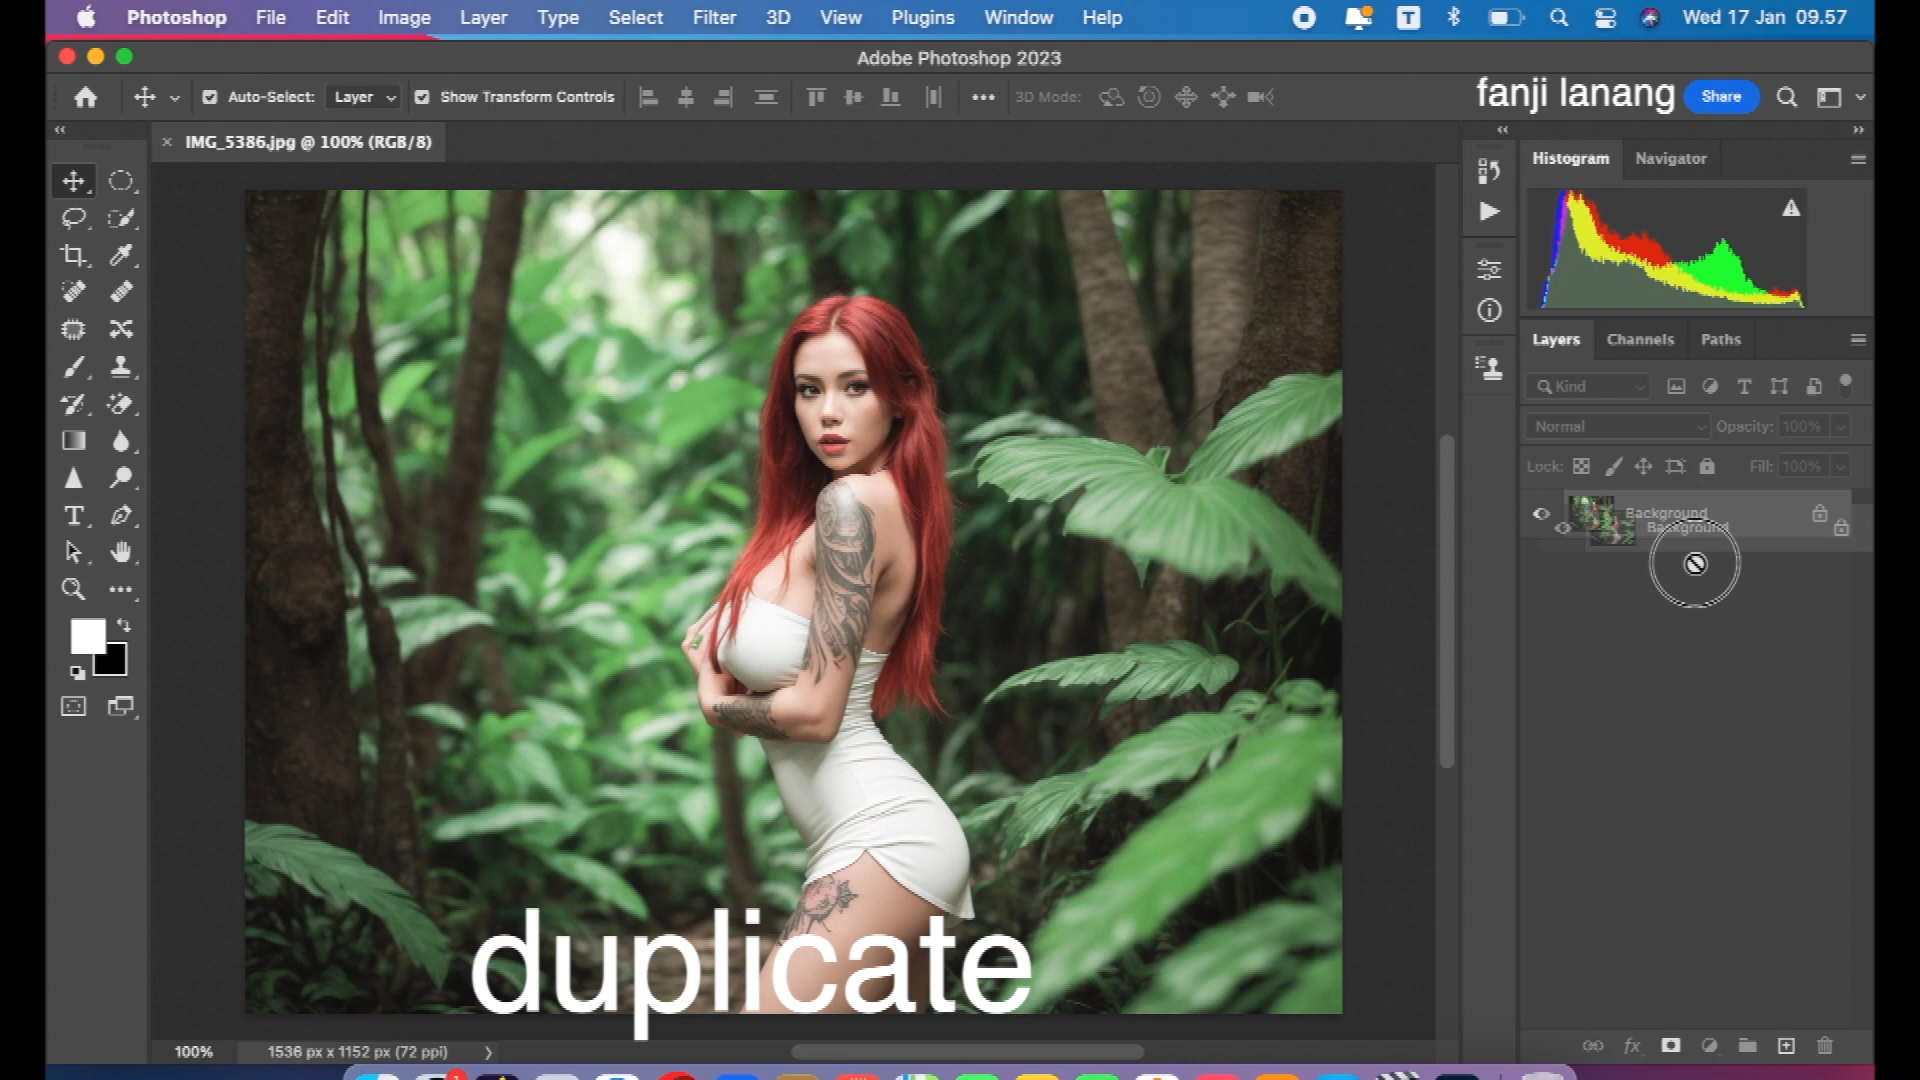 Photoshop File Edit Image Layer Type Select Filter 3D View Plugins Window Help T Wed 17 Jan 09.57
Adobe Photoshop 2023
Auto-Select: Layer Show Transform Controls 3D Mode: fanji lanang Share
IMG_5386.jpg @ 100% (RGB/8)
Histogram Navigator
Layers Channels Paths
Kind
Normal Opacity: 100%
Lock: Fill: 100%
Background
Background
duplicate
100% 1536 px x 1152 px (72 ppi)
fx